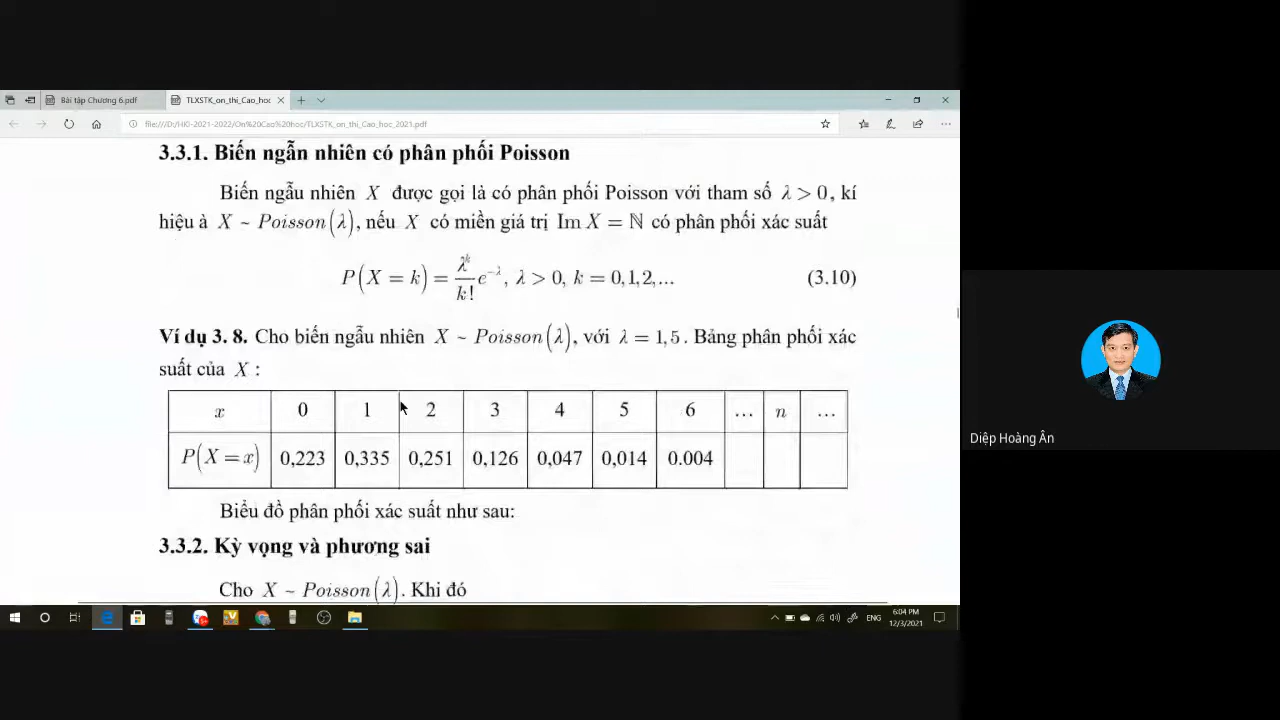 Bài tập Chương 6.pdf
TLXSTK_on_thi_Cao_hoc
file:///D:/HKI-2021-2022/On%20Cao%20hoc/TLXSTK_on_thi_Cao_hoc_2021.pdf
3.3.1. Biến ngẫn nhiên có phân phối Poisson
Biến ngẫu nhiên X được gọi là có phân phối Poisson với tham số λ > 0, kí
hiệu à X ~ Poisson(λ), nếu X có miền giá trị Im X = ℕ có phân phối xác suất
P(X = k) = λ^k/k! e^{-λ}, λ > 0, k = 0,1,2,... (3.10)
Ví dụ 3. 8. Cho biến ngẫu nhiên X ~ Poisson(λ), với λ = 1,5. Bảng phân phối xác
suất của X :
x 0 1 2 3 4 5 6 ... n ...
P(X = x) 0,223 0,335 0,251 0,126 0,047 0,014 0.004
Biểu đồ phân phối xác suất như sau:
3.3.2. Kỳ vọng và phương sai
Cho X ~ Poisson(λ). Khi đó
Diệp Hoàng Ân
ENG
6:04 PM
12/3/2021